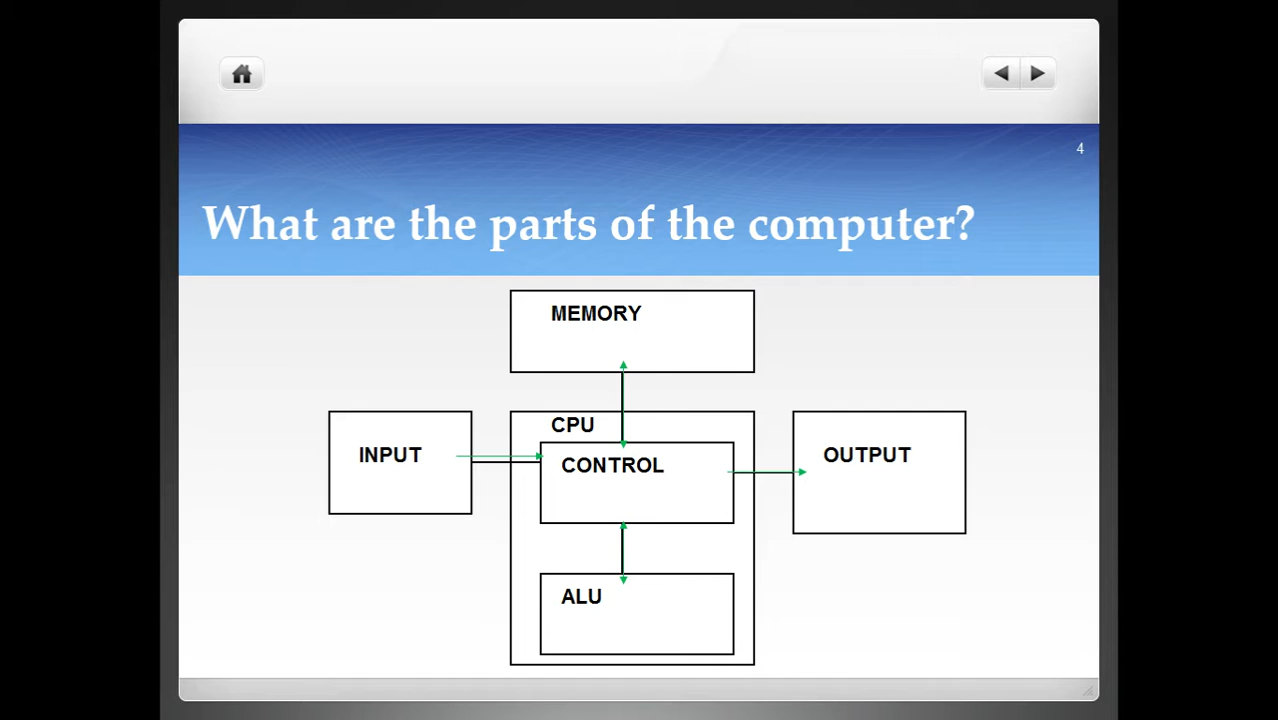 4
What are the parts of the computer?
MEMORY
CPU
INPUT
CONTROL
OUTPUT
ALU